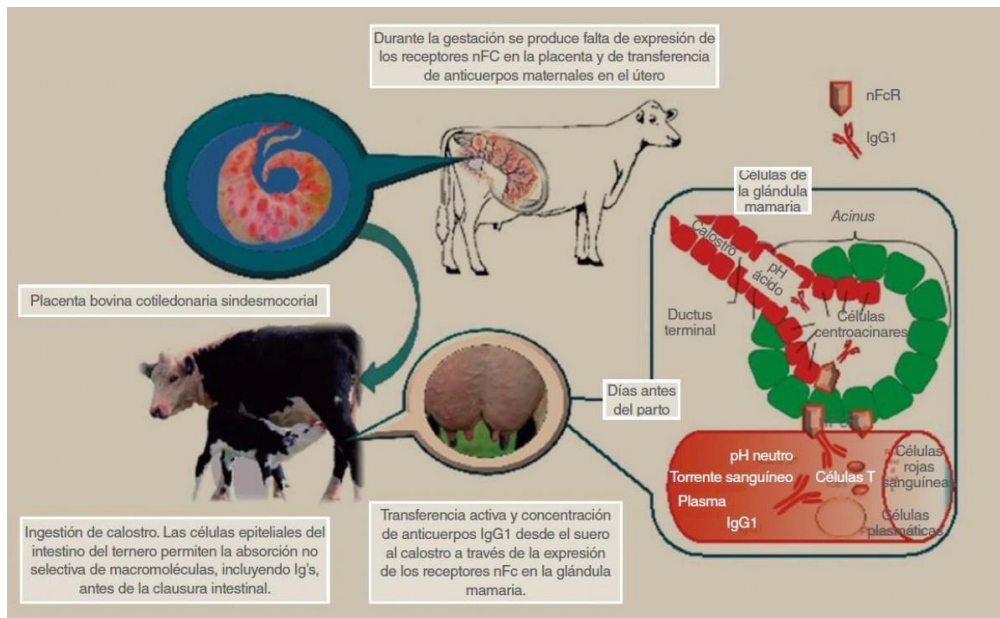 Durante la gestación se produce falta de expresión de
los receptores nFC en la placenta y de transferencia
de anticuerpos maternales en el útero
nFcR
IgG1
Células de
la glándula
mamaria
Acinus
Calostro
pH
ácido
Ductus
terminal
Células
centroacinares
Placenta bovina cotiledonaria sindesmocorial
Días antes
del parto
pH neutro
Torrente sanguíneo
Plasma
IgG1
Células T
Células
rojas
sanguíneas
Células
plasmáticas
Ingestión de calostro. Las células epiteliales del
intestino del ternero permiten la absorción no
selectiva de macromoléculas, incluyendo Ig's,
antes de la clausura intestinal.
Transferencia activa y concentración
de anticuerpos IgG1 desde el suero
al calostro a través de la expresión
de los receptores nFc en la glándula
mamaria.